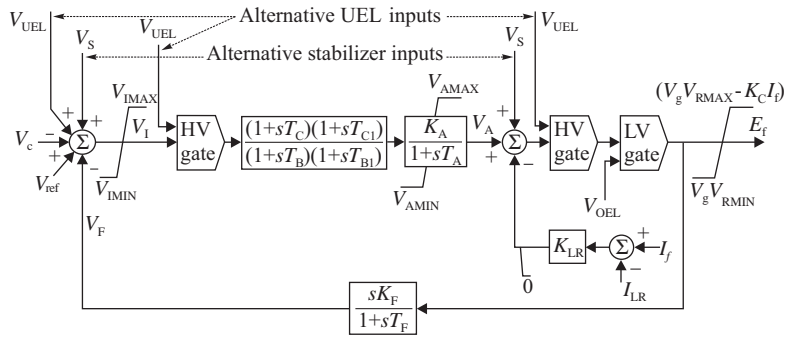 Alternative UEL inputs
V_UEL
V_S
V_UEL
Alternative stabilizer inputs
V_S
V_UEL
V_IMAX
V_AMAX
(V_g V_RMAX - K_C I_f)
+
+
V_c
−
Σ
V_I
HV
gate
(1+sT_C)(1+sT_C1)
(1+sT_B)(1+sT_B1)
K_A
1+sT_A
V_A
+
+
Σ
−
HV
gate
LV
gate
E_f
+
−
V_ref
V_IMIN
V_AMIN
V_OEL
V_g V_RMIN
V_F
K_LR
Σ
+
I_f
−
0
I_LR
sK_F
1+sT_F